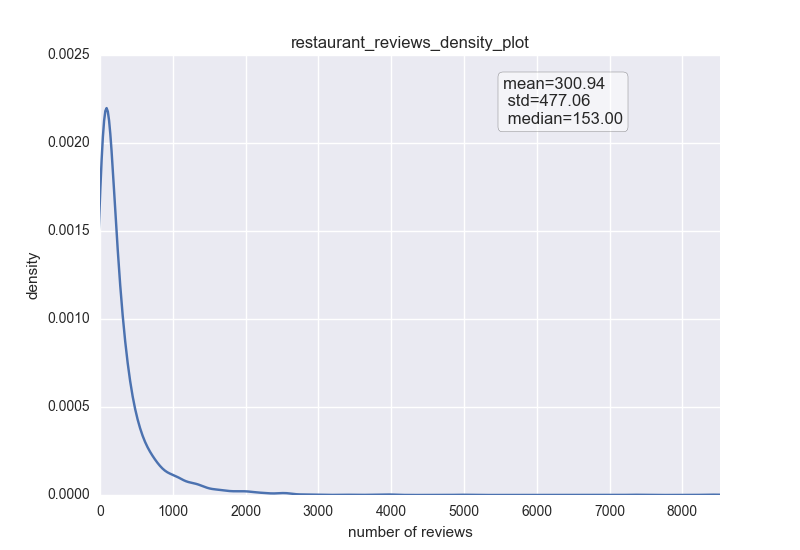 restaurant_reviews_density_plot
mean=300.94
std=477.06
median=153.00
density
0.0025
0.0020
0.0015
0.0010
0.0005
0.0000
0 1000 2000 3000 4000 5000 6000 7000 8000
number of reviews